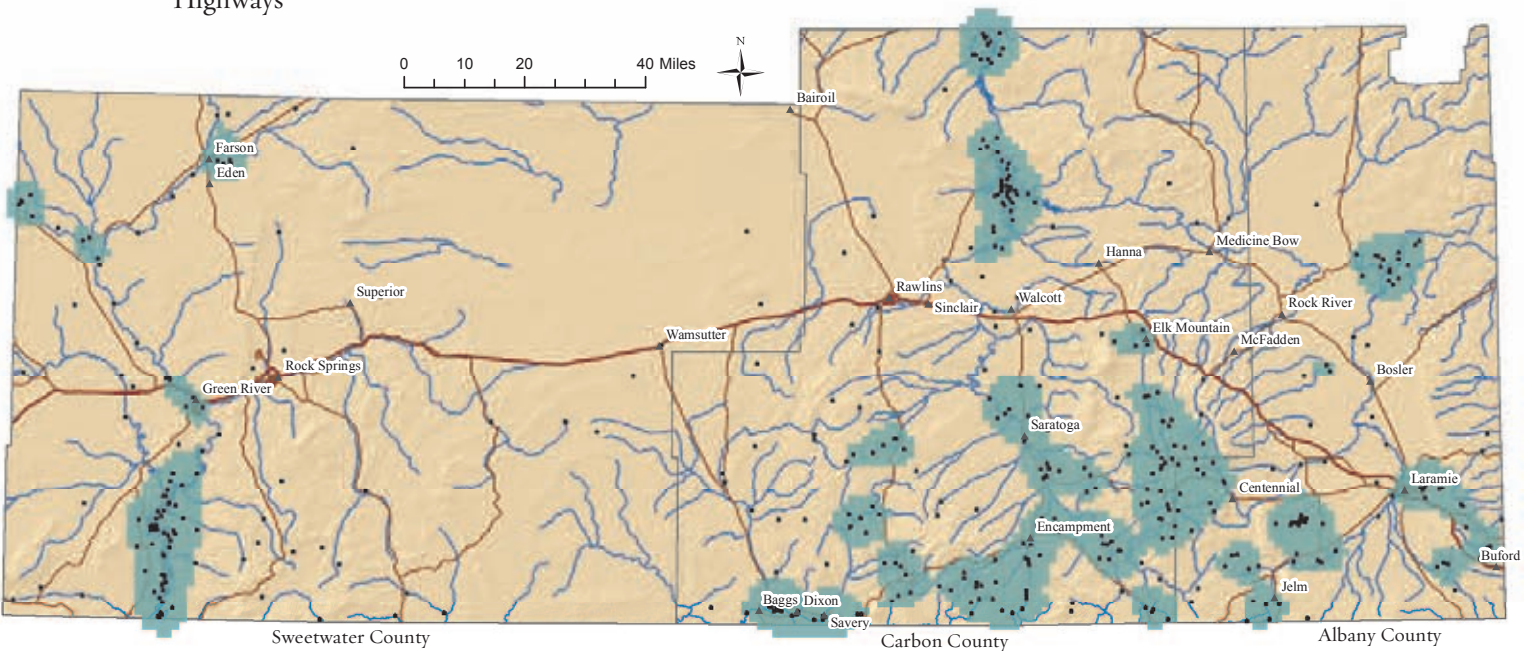 Highways
N
0 10 20 40 Miles
Bairoil
Farson
Eden
Medicine Bow
Hanna
Superior
Rawlins
Sinclair
Walcott
Rock River
Wamsutter
Elk Mountain
McFadden
Rock Springs
Bosler
Green River
Saratoga
Laramie
Centennial
Encampment
Buford
Jelm
Baggs Dixon
Savery
Sweetwater County
Carbon County
Albany County